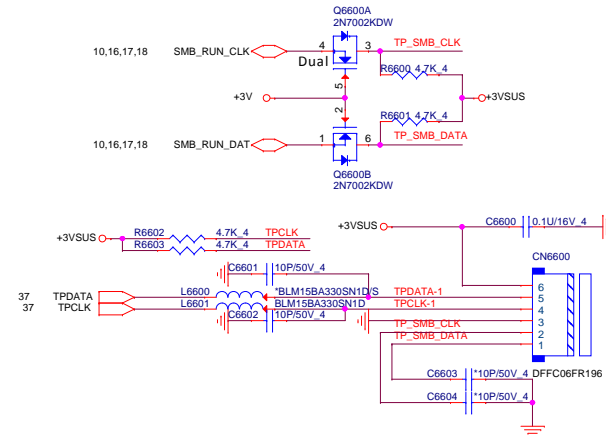 Q6600A
2N7002KDW
10,16,17,18 SMB_RUN_CLK 4 3 TP_SMB_CLK
Dual
R6600 4.7K_4
5
+3V +3VSUS
2
R6601 4.7K_4
10,16,17,18 SMB_RUN_DAT 1 6 TP_SMB_DATA
Q6600B
2N7002KDW
C6600 0.1U/16V_4
+3VSUS
R6602 4.7K_4 TPCLK
+3VSUS
R6603 4.7K_4 TPDATA
CN6600
C6601 10P/50V_4
6
37 TPDATA L6600 *BLM15BA330SN1D/S TPDATA-1 5
37 TPCLK L6601 BLM15BA330SN1D TPCLK-1 4
C6602 10P/50V_4
3
TP_SMB_CLK 2
TP_SMB_DATA 1
C6603 *10P/50V_4 DFFC06FR196
C6604 *10P/50V_4